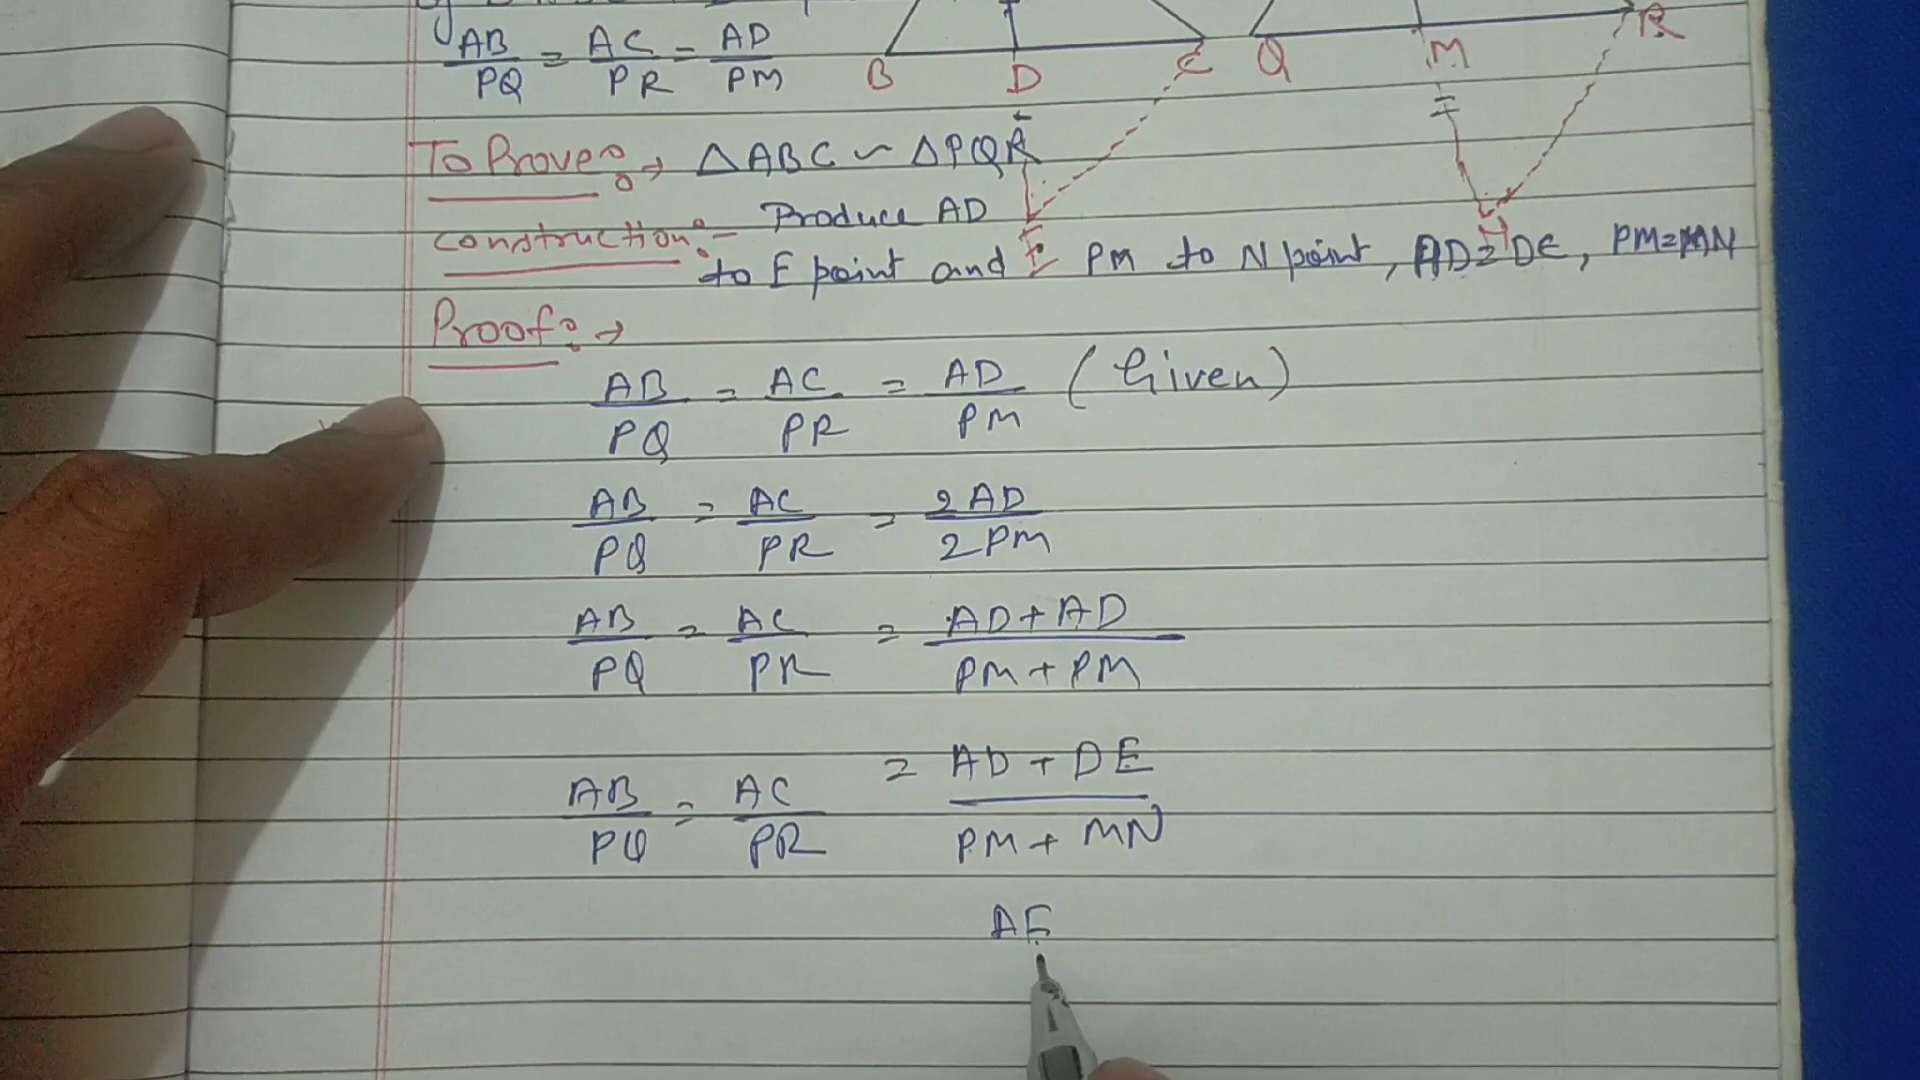 AB/PQ = AC/PR = AD/PM
B D C Q M R
To Prove:→ △ABC ~ △PQR
Construction:- Produce AD
to E point and E PM to N point, AD=DE, PM=MN
N
Proof:→
AB/PQ = AC/PR = AD/PM (Given)
AB/PQ = AC/PR = 2AD/2PM
AB/PQ = AC/PR = AD+AD/PM+PM
AB/PQ = AC/PR = AD+DE/PM+MN
AE